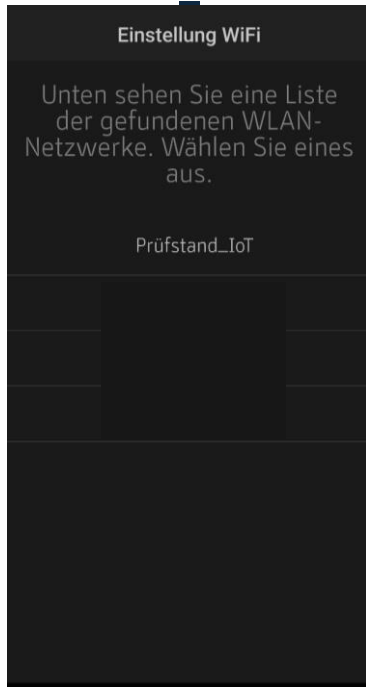 Einstellung WiFi
Unten sehen Sie eine Liste
der gefundenen WLAN-
Netzwerke. Wählen Sie eines
aus.
Prüfstand_IoT